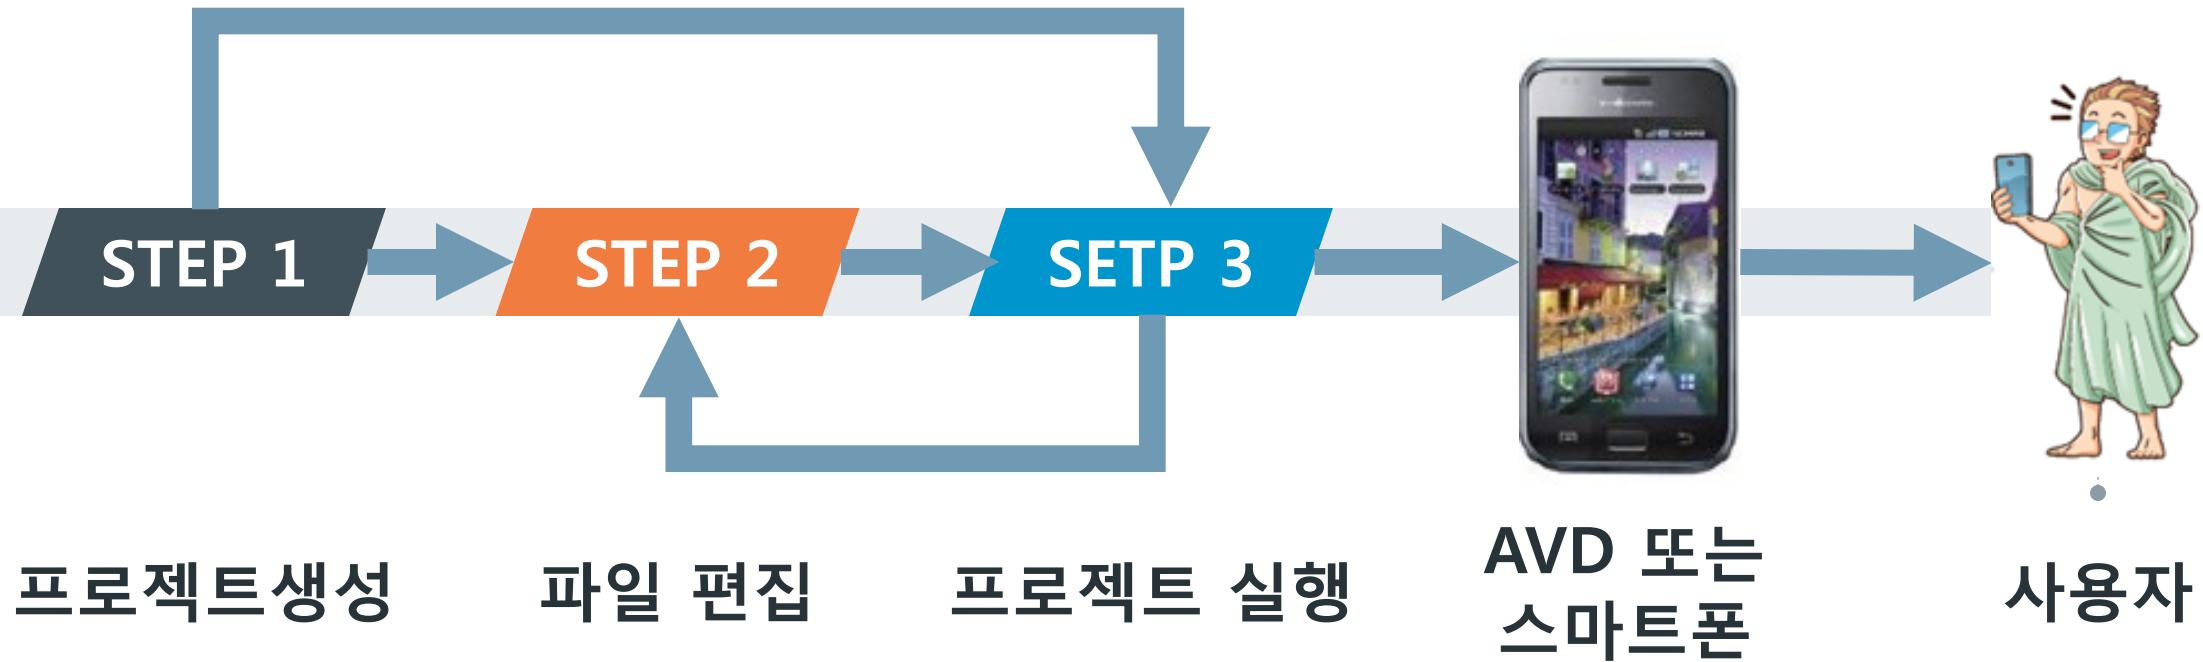 STEP 1
STEP 2
SETP 3
프로젝트생성
파일 편집
프로젝트 실행
AVD 또는
스마트폰
사용자